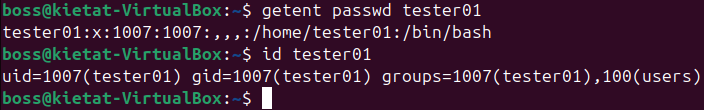 boss@kietat-VirtualBox:~$ getent passwd tester01
tester01:x:1007:1007:,,,:/home/tester01:/bin/bash
boss@kietat-VirtualBox:~$ id tester01
uid=1007(tester01) gid=1007(tester01) groups=1007(tester01),100(users)
boss@kietat-VirtualBox:~$